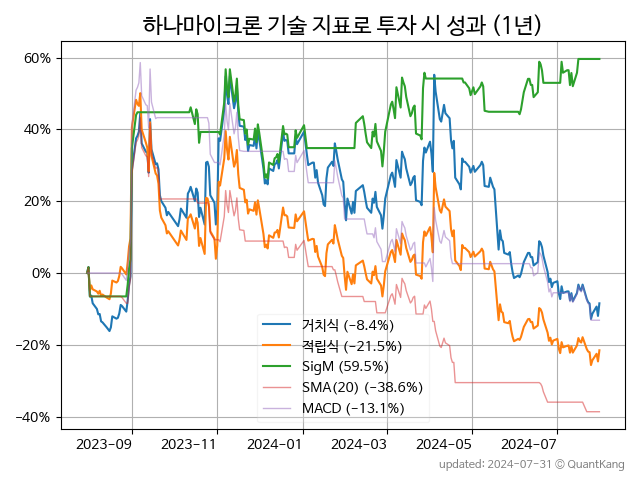 하나마이크론 기술 지표로 투자 시 성과 (1년)
60%
40%
20%
0%
−20%
−40%
거치식 (−8.4%)
적립식 (−21.5%)
SigM (59.5%)
SMA(20) (−38.6%)
MACD (−13.1%)
2023−09 2023−11 2024−01 2024−03 2024−05 2024−07
updated: 2024-07-31 © QuantKang